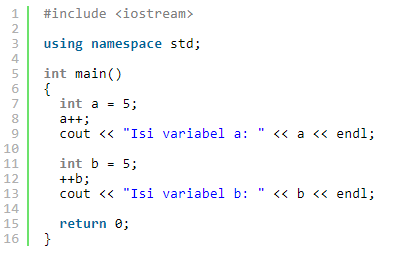 1 #include <iostream>
2
3 using namespace std;
4
5 int main()
6 {
7   int a = 5;
8   a++;
9   cout << "Isi variabel a: " << a << endl;
10
11   int b = 5;
12   ++b;
13   cout << "Isi variabel b: " << b << endl;
14
15   return 0;
16 }